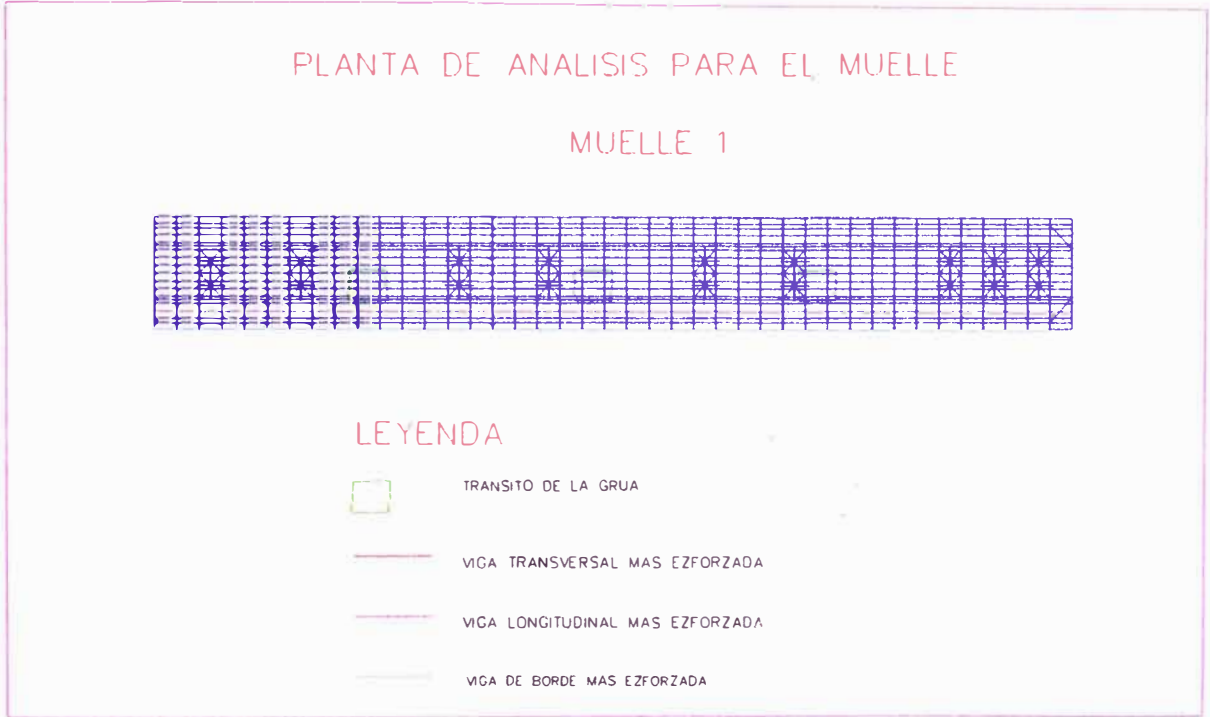 PLANTA DE ANALISIS PARA EL MUELLE
MUELLE 1
LEYENDA
TRANSITO DE LA GRUA
VIGA TRANSVERSAL MAS EZFORZADA
VIGA LONGITUDINAL MAS EZFORZADA
VIGA DE BORDE MAS EZFORZADA